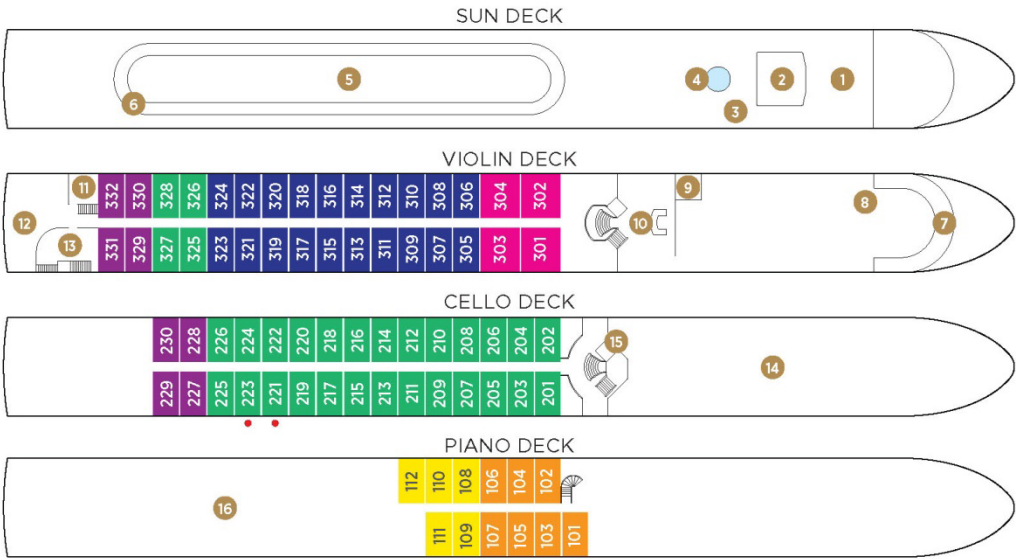 SUN DECK
6 5 4 3 2 1
VIOLIN DECK
11 332 330 328 326 324 322 320 318 316 314 312 310 308 306 304 302 9
12 13 10 8 7
331 329 327 325 323 321 319 317 315 313 311 309 307 305 303 301
CELLO DECK
230 228 226 224 222 220 218 216 214 212 210 208 206 204 202 15
14
229 227 225 223 221 219 217 215 213 211 209 207 205 203 201
PIANO DECK
112 110 108 106 104 102
16
111 109 107 105 103 101